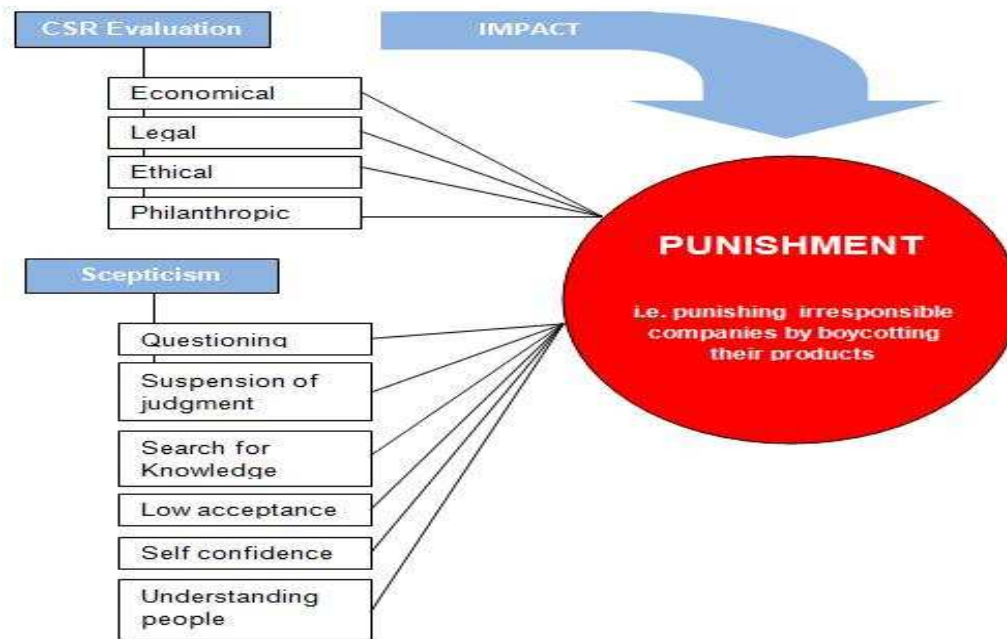 CSR Evaluation
IMPACT
Economical
Legal
Ethical
Philanthropic
Scepticism
Questioning
Suspension of
judgment
Search for
Knowledge
Low acceptance
Self confidence
Understanding
people
PUNISHMENT
i.e. punishing irresponsible
companies by boycotting
their products